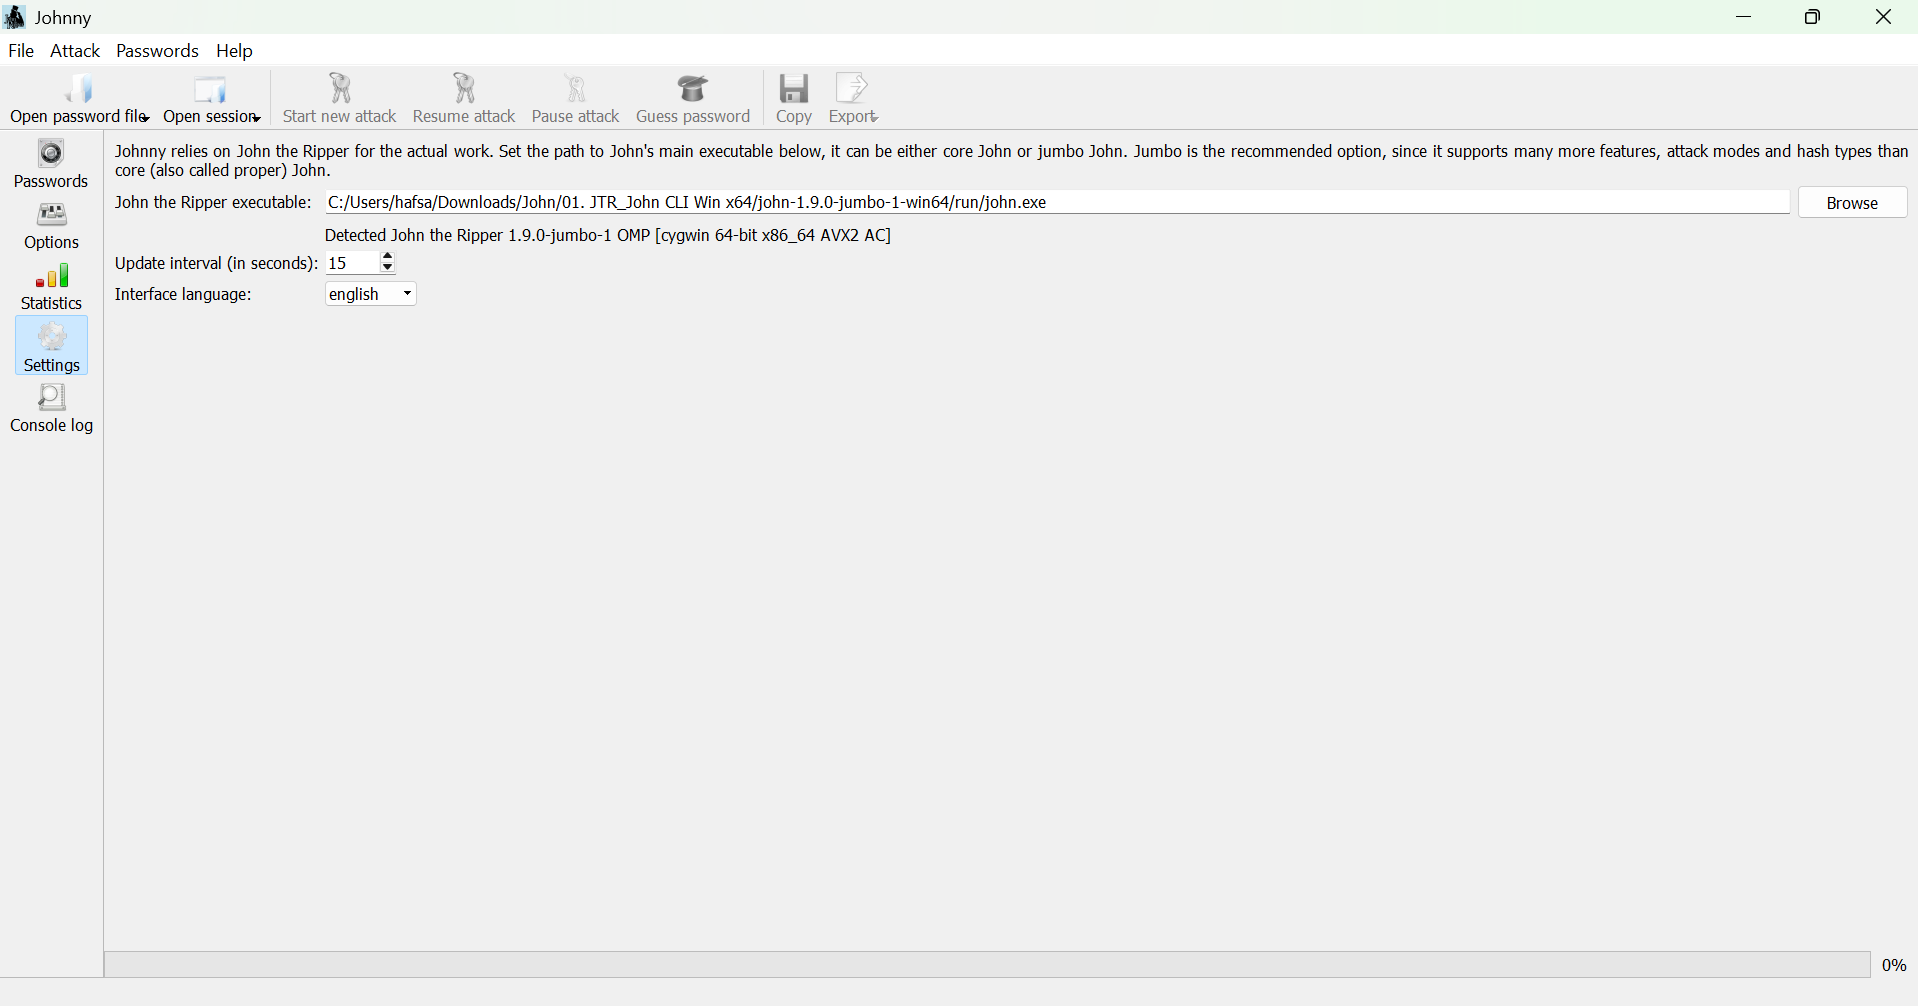 Johnny
File Attack Passwords Help
Open password file Open session Start new attack Resume attack Pause attack Guess password Copy Export
Passwords
Options
Statistics
Settings
Console log
Johnny relies on John the Ripper for the actual work. Set the path to John's main executable below, it can be either core John or jumbo John. Jumbo is the recommended option, since it supports many more features, attack modes and hash types than
core (also called proper) John.
John the Ripper executable: C:/Users/hafsa/Downloads/John/01. JTR_John CLI Win x64/john-1.9.0-jumbo-1-win64/run/john.exe Browse
Detected John the Ripper 1.9.0-jumbo-1 OMP [cygwin 64-bit x86_64 AVX2 AC]
Update interval (in seconds): 15
Interface language: english
0%